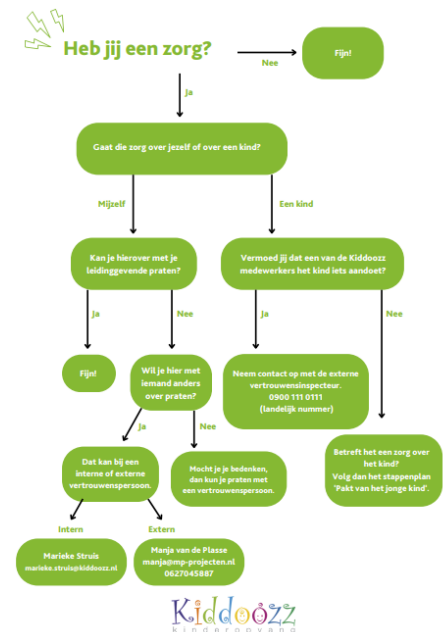 Heb jij een zorg?
Nee
Fijn!
Ja
Gaat die zorg over jezelf of over een kind?
Mijzelf
Een kind
Kan je hierover met je
leidinggevende praten?
Vermoed jij dat een van de Kiddoozz
medewerkers het kind iets aandoet?
Ja
Nee
Ja
Nee
Fijn!
Wil je hier met
iemand anders
over praten?
Neem contact op met de externe
vertrouwensinspecteur.
0900 111 0111
(landelijk nummer)
Ja
Nee
Dat kan bij een
interne of externe
vertrouwenspersoon.
Mocht je je bedenken,
dan kun je praten met
een vertrouwenspersoon.
Betreft het een zorg over
het kind?
Volg dan het stappenplan
'Pakt van het jonge kind'.
Intern
Extern
Marieke Struis
marieke.struis@kiddoozz.nl
Manja van de Plasse
manja@mp-projecten.nl
0627045887
Kiddoozz
kinderopvang